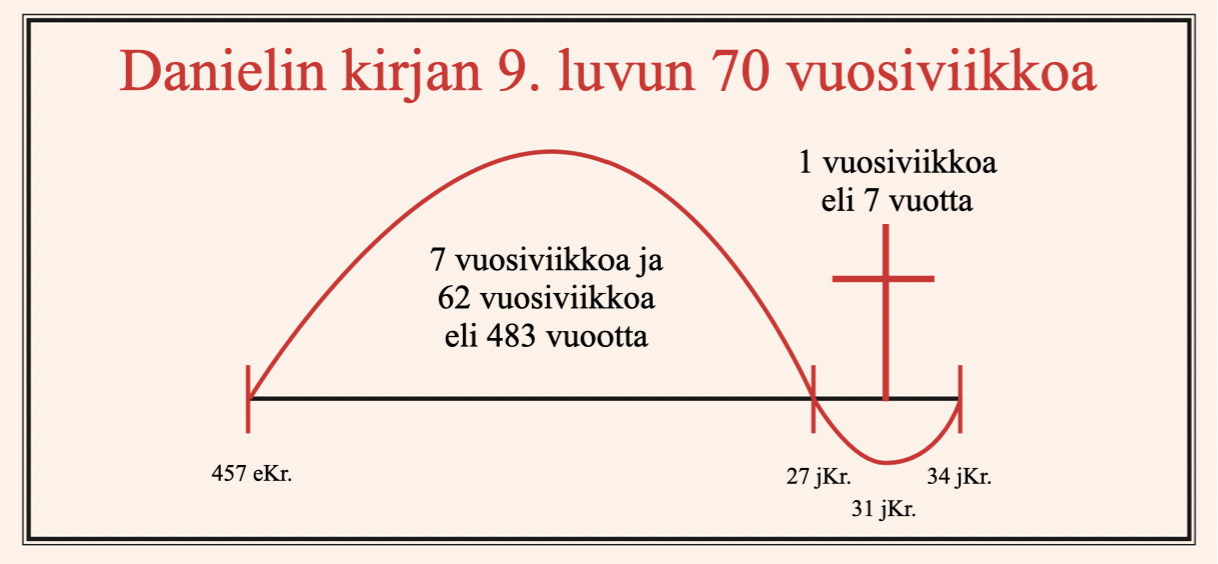 Danielin kirjan 9. luvun 70 vuosiviikkoa
1 vuosiviikkoa
eli 7 vuotta
7 vuosiviikkoa ja
62 vuosiviikkoa
eli 483 vuootta
457 eKr.
27 jKr.
34 jKr.
31 jKr.